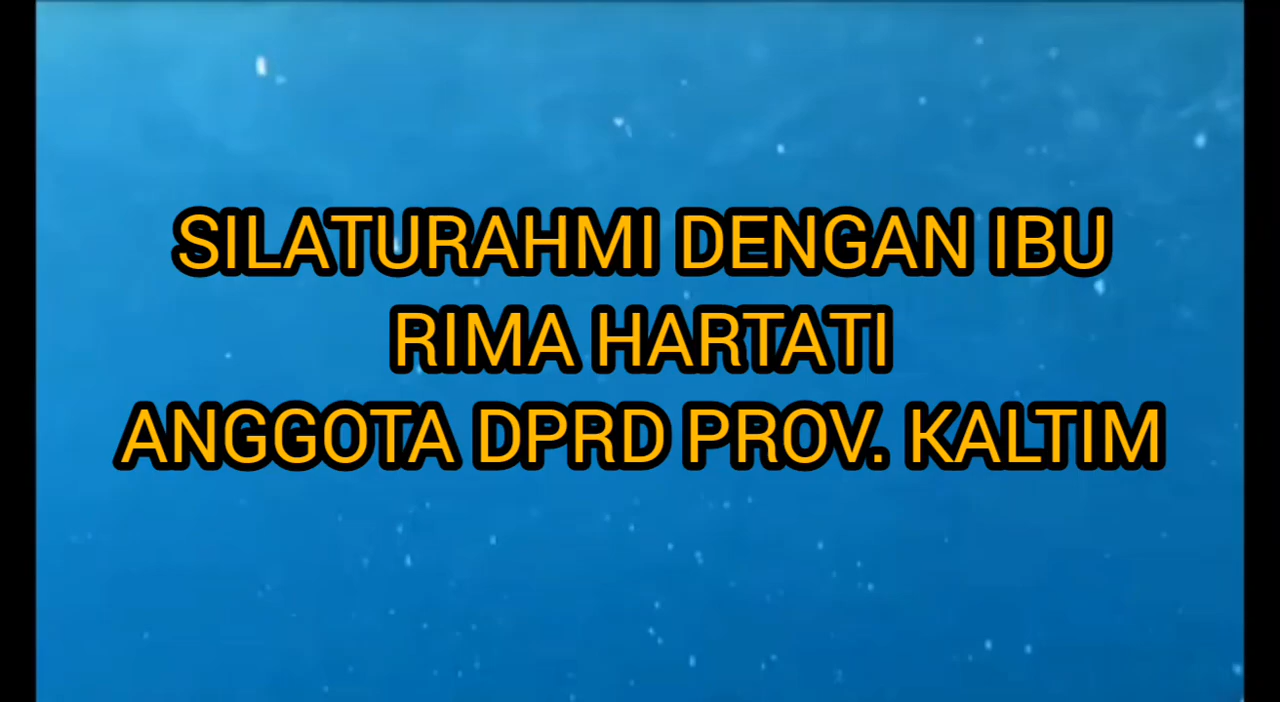 SILATURAHMI DENGAN IBU
RIMA HARTATI
ANGGOTA DPRD PROV. KALTIM